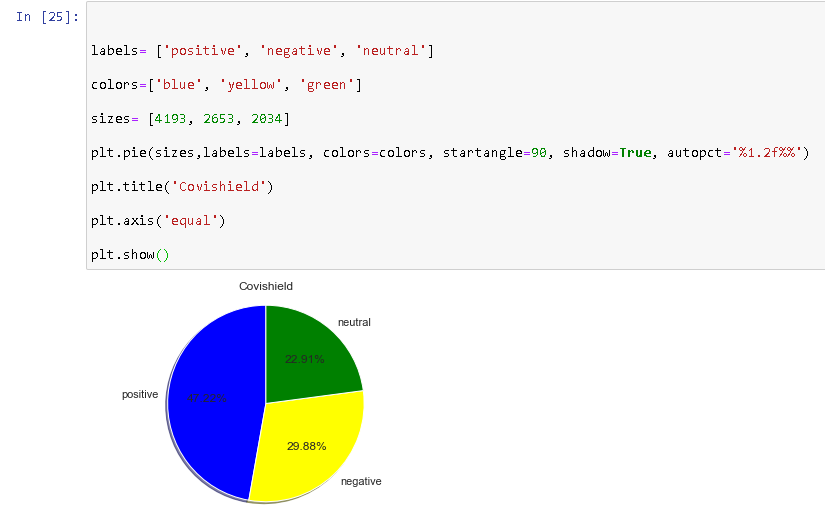 In [25]:
labels= ['positive', 'negative', 'neutral']
colors=['blue', 'yellow', 'green']
sizes= [4193, 2653, 2034]
plt.pie(sizes,labels=labels, colors=colors, startangle=90, shadow=True, autopct='%1.2f%%')
plt.title('Covishield')
plt.axis('equal')
plt.show()
Covishield
neutral
22.91%
positive
29.88%
negative